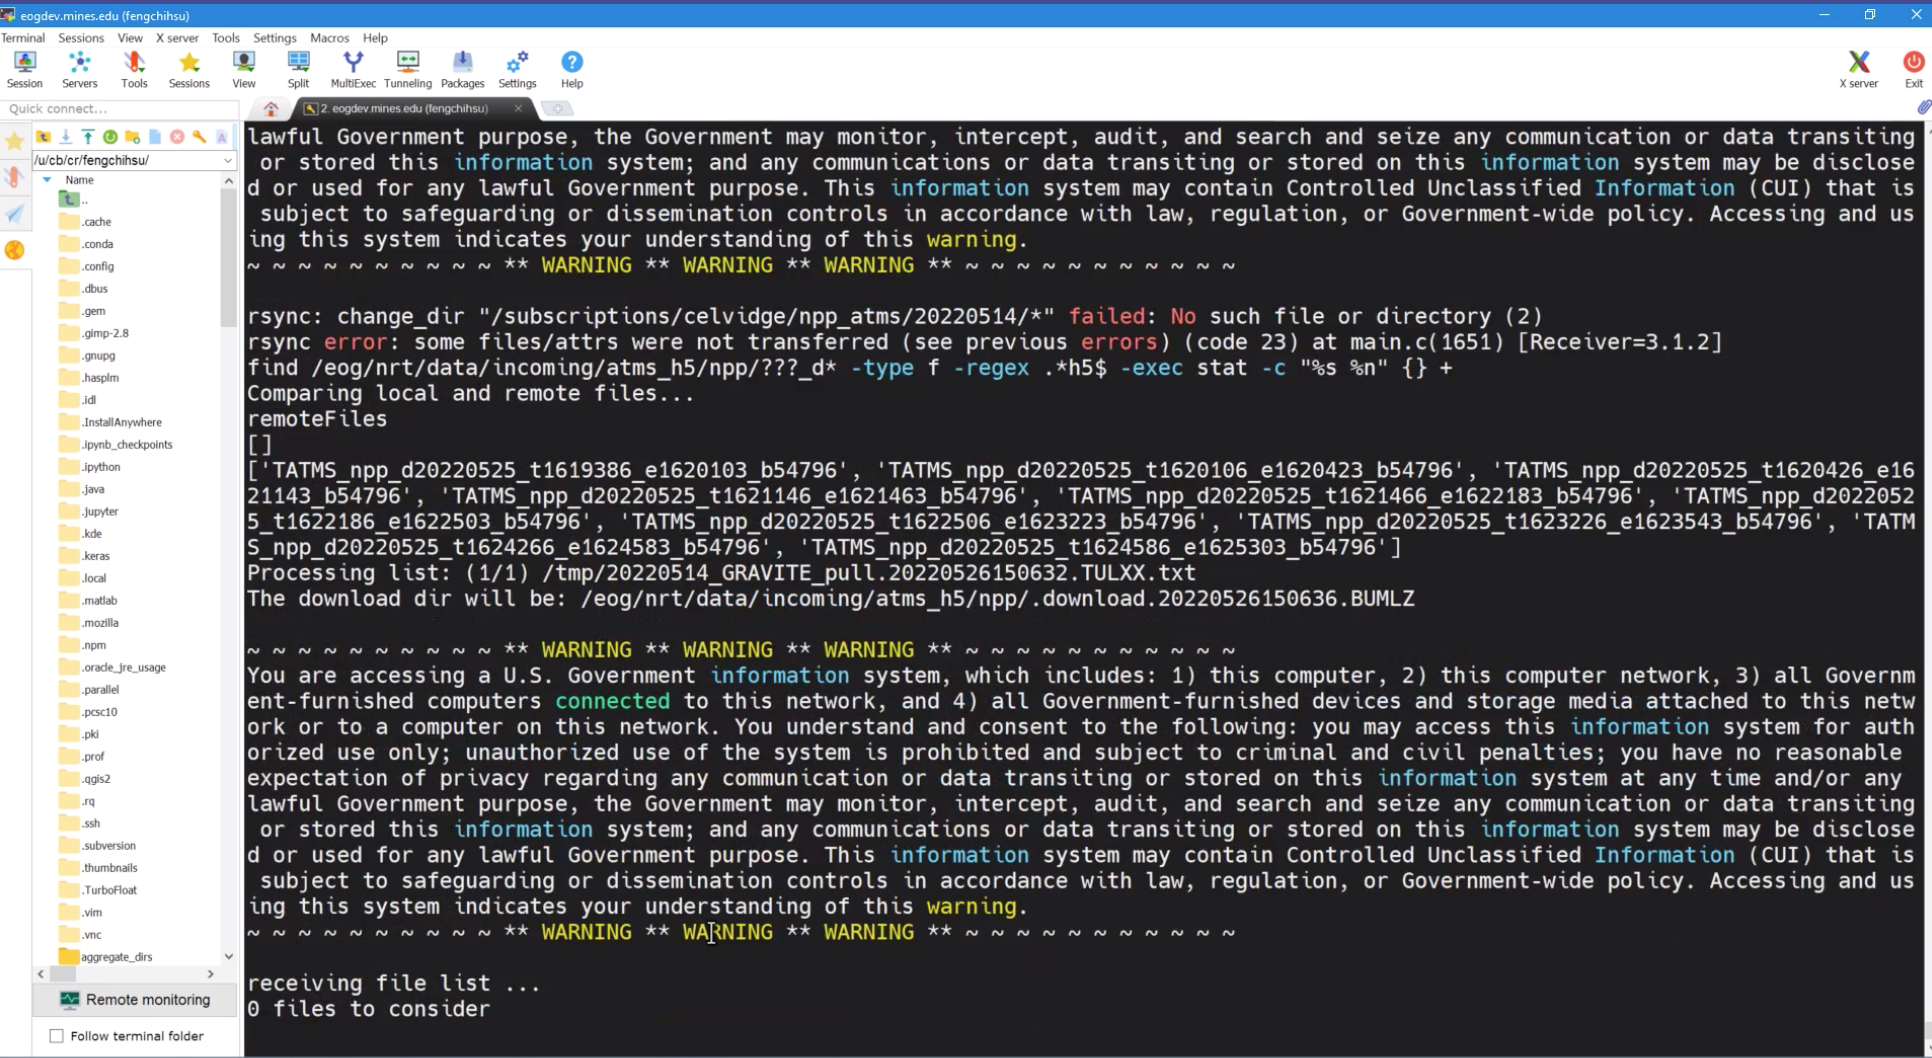 eogdev.mines.edu (fengchihsu)
Terminal Sessions View X server Tools Settings Macros Help
Session Servers Tools Sessions View Split MultiExec Tunneling Packages Settings Help X server Exit
Quick connect...
2. eogdev.mines.edu (fengchihsu)
/u/cb/cr/fengchihsu/
Name
..
.cache
.conda
.config
.dbus
.gem
.gimp-2.8
.gnupg
.hasplm
.idl
.InstallAnywhere
.ipynb_checkpoints
.ipython
.java
.jupyter
.kde
.keras
.local
.matlab
.mozilla
.npm
.oracle_jre_usage
.parallel
.pcsc10
.pki
.prof
.qgis2
.rq
.ssh
.subversion
.thumbnails
.TurboFloat
.vim
.vnc
aggregate_dirs
Remote monitoring
Follow terminal folder
lawful Government purpose, the Government may monitor, intercept, audit, and search and seize any communication or data transiting
or stored this information system; and any communications or data transiting or stored on this information system may be disclose
d or used for any lawful Government purpose. This information system may contain Controlled Unclassified Information (CUI) that is
subject to safeguarding or dissemination controls in accordance with law, regulation, or Government-wide policy. Accessing and us
ing this system indicates your understanding of this warning.
~ ~ ~ ~ ~ ~ ~ ~ ~ ~ ** WARNING ** WARNING ** WARNING ** ~ ~ ~ ~ ~ ~ ~ ~ ~ ~ ~
rsync: change_dir "/subscriptions/celvidge/npp_atms/20220514/*" failed: No such file or directory (2)
rsync error: some files/attrs were not transferred (see previous errors) (code 23) at main.c(1651) [Receiver=3.1.2]
find /eog/nrt/data/incoming/atms_h5/npp/???_d* -type f -regex .*h5$ -exec stat -c "%s %n" {} +
Comparing local and remote files...
remoteFiles
[]
['TATMS_npp_d20220525_t1619386_e1620103_b54796', 'TATMS_npp_d20220525_t1620106_e1620423_b54796', 'TATMS_npp_d20220525_t1620426_e16
21143_b54796', 'TATMS_npp_d20220525_t1621146_e1621463_b54796', 'TATMS_npp_d20220525_t1621466_e1622183_b54796', 'TATMS_npp_d2022052
5_t1622186_e1622503_b54796', 'TATMS_npp_d20220525_t1622506_e1623223_b54796', 'TATMS_npp_d20220525_t1623226_e1623543_b54796', 'TATM
S_npp_d20220525_t1624266_e1624583_b54796', 'TATMS_npp_d20220525_t1624586_e1625303_b54796']
Processing list: (1/1) /tmp/20220514_GRAVITE_pull.20220526150632.TULXX.txt
The download dir will be: /eog/nrt/data/incoming/atms_h5/npp/.download.20220526150636.BUMLZ
~ ~ ~ ~ ~ ~ ~ ~ ~ ~ ** WARNING ** WARNING ** WARNING ** ~ ~ ~ ~ ~ ~ ~ ~ ~ ~ ~
You are accessing a U.S. Government information system, which includes: 1) this computer, 2) this computer network, 3) all Governm
ent-furnished computers connected to this network, and 4) all Government-furnished devices and storage media attached to this netw
ork or to a computer on this network. You understand and consent to the following: you may access this information system for auth
orized use only; unauthorized use of the system is prohibited and subject to criminal and civil penalties; you have no reasonable
expectation of privacy regarding any communication or data transiting or stored on this information system at any time and/or any
lawful Government purpose, the Government may monitor, intercept, audit, and search and seize any communication or data transiting
or stored this information system; and any communications or data transiting or stored on this information system may be disclose
d or used for any lawful Government purpose. This information system may contain Controlled Unclassified Information (CUI) that is
subject to safeguarding or dissemination controls in accordance with law, regulation, or Government-wide policy. Accessing and us
ing this system indicates your understanding of this warning.
~ ~ ~ ~ ~ ~ ~ ~ ~ ~ ** WARNING ** WARNING ** WARNING ** ~ ~ ~ ~ ~ ~ ~ ~ ~ ~ ~
receiving file list ...
0 files to consider